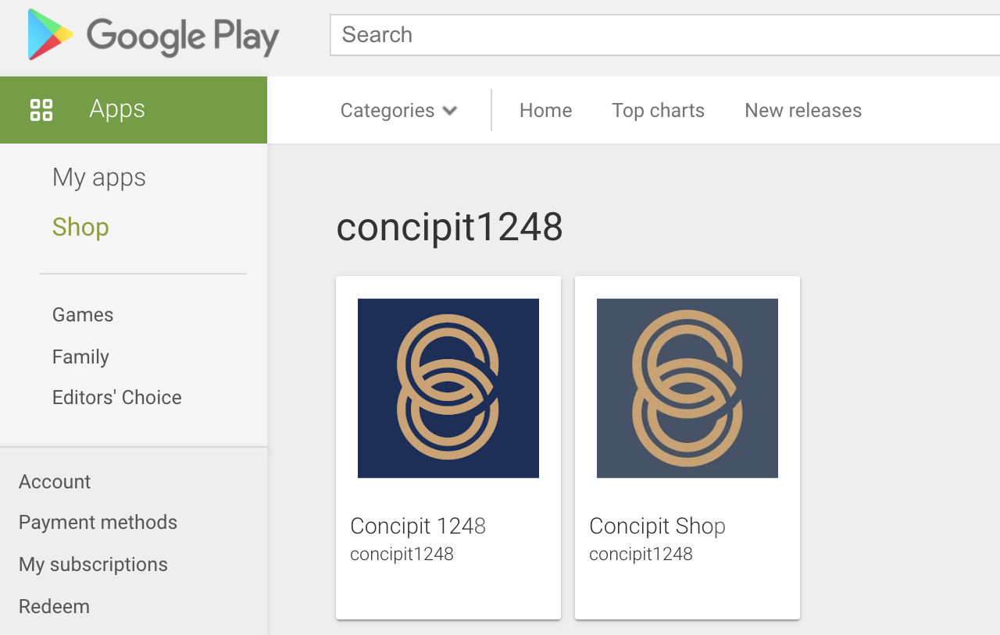 Google Play
Search
Apps
Categories
Home
Top charts
New releases
My apps
Shop
Games
Family
Editors' Choice
Account
Payment methods
My subscriptions
Redeem
concipit1248
Concipit 1248
concipit1248
Concipit Shop
concipit1248